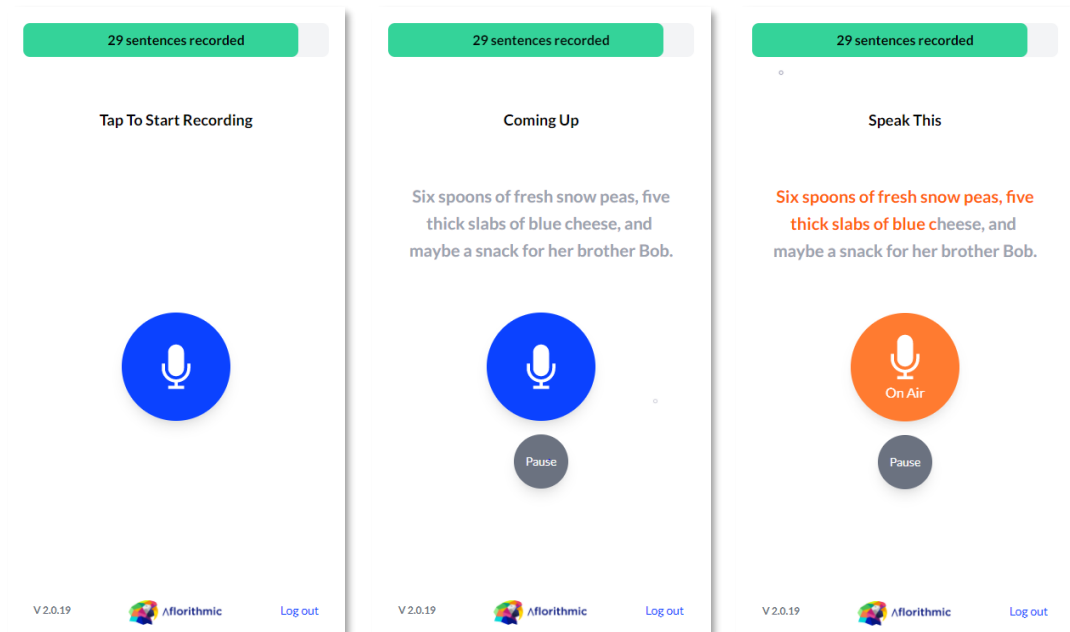 29 sentences recorded
Tap To Start Recording
V 2.0.19
Aflorithmic
Log out
29 sentences recorded
Coming Up
Six spoons of fresh snow peas, five
thick slabs of blue cheese, and
maybe a snack for her brother Bob.
Pause
V 2.0.19
Aflorithmic
Log out
29 sentences recorded
Speak This
Six spoons of fresh snow peas, five
thick slabs of blue cheese, and
maybe a snack for her brother Bob.
On Air
Pause
V 2.0.19
Aflorithmic
Log out